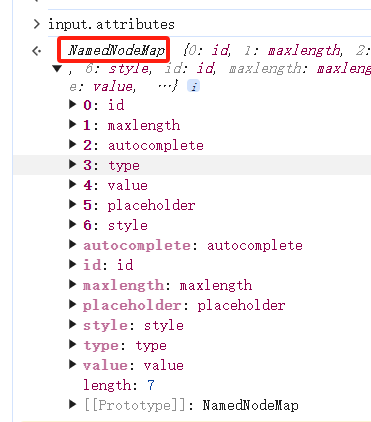 input.attributes
NamedNodeMap {0: id, 1: maxlength, 2:
, 6: style, id: id, maxlength: maxleng
e: value, …} i
0: id
1: maxlength
2: autocomplete
3: type
4: value
5: placeholder
6: style
autocomplete: autocomplete
id: id
maxlength: maxlength
placeholder: placeholder
style: style
type: type
value: value
length: 7
[[Prototype]]: NamedNodeMap